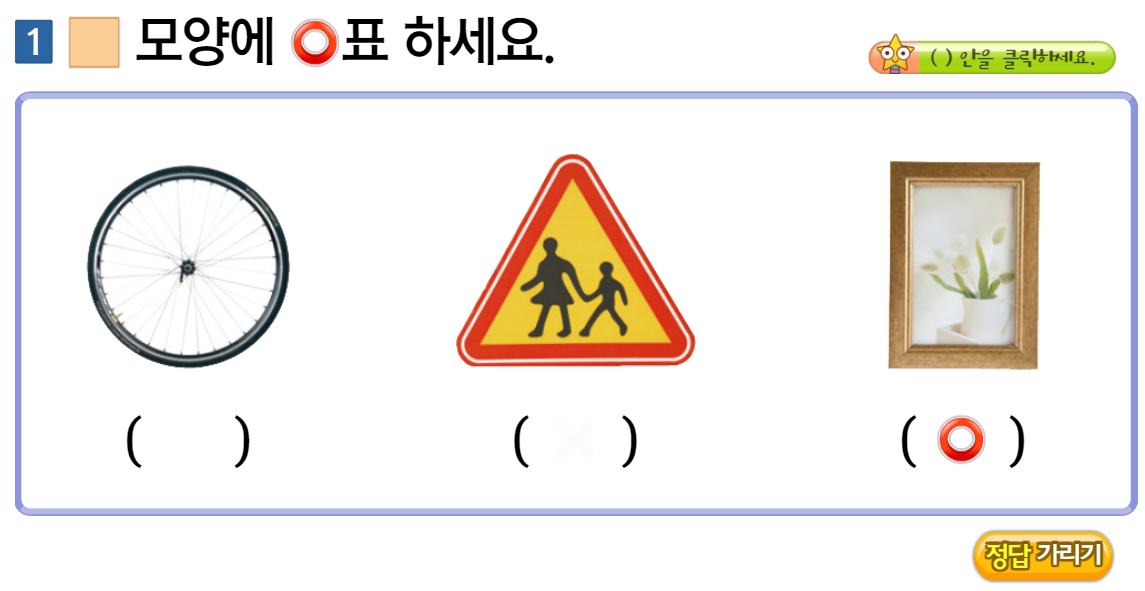 1 모양에 ⭕표 하세요.
( ) 안을 클릭하세요.
( ) ( × ) ( ⭕ )
정답 가리기